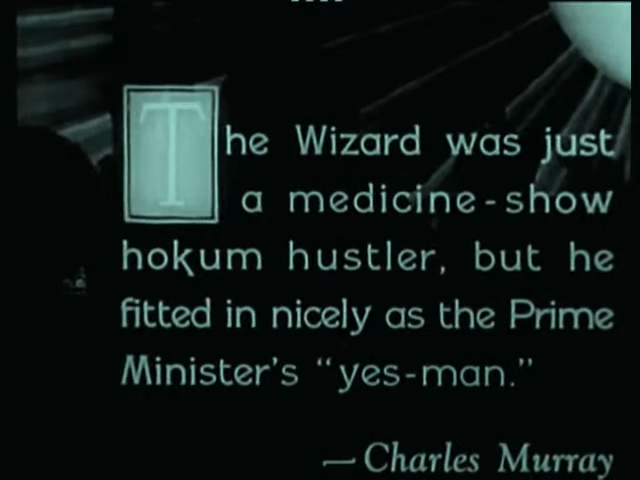 The Wizard was just
a medicine-show
hokum hustler, but he
fitted in nicely as the Prime
Minister's “yes-man.”
—Charles Murray